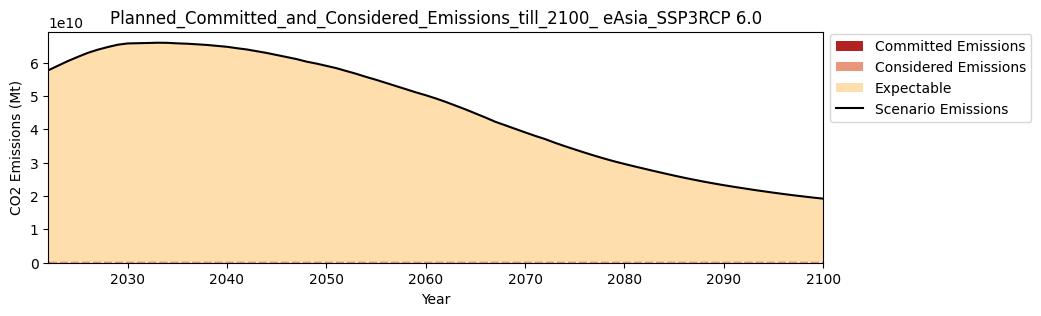 Planned_Committed_and_Considered_Emissions_till_2100_ eAsia_SSP3RCP 6.0
1e10
CO2 Emissions (Mt)
6
5
4
3
2
1
0
2030 2040 2050 2060 2070 2080 2090 2100
Year
Committed Emissions
Considered Emissions
Expectable
Scenario Emissions